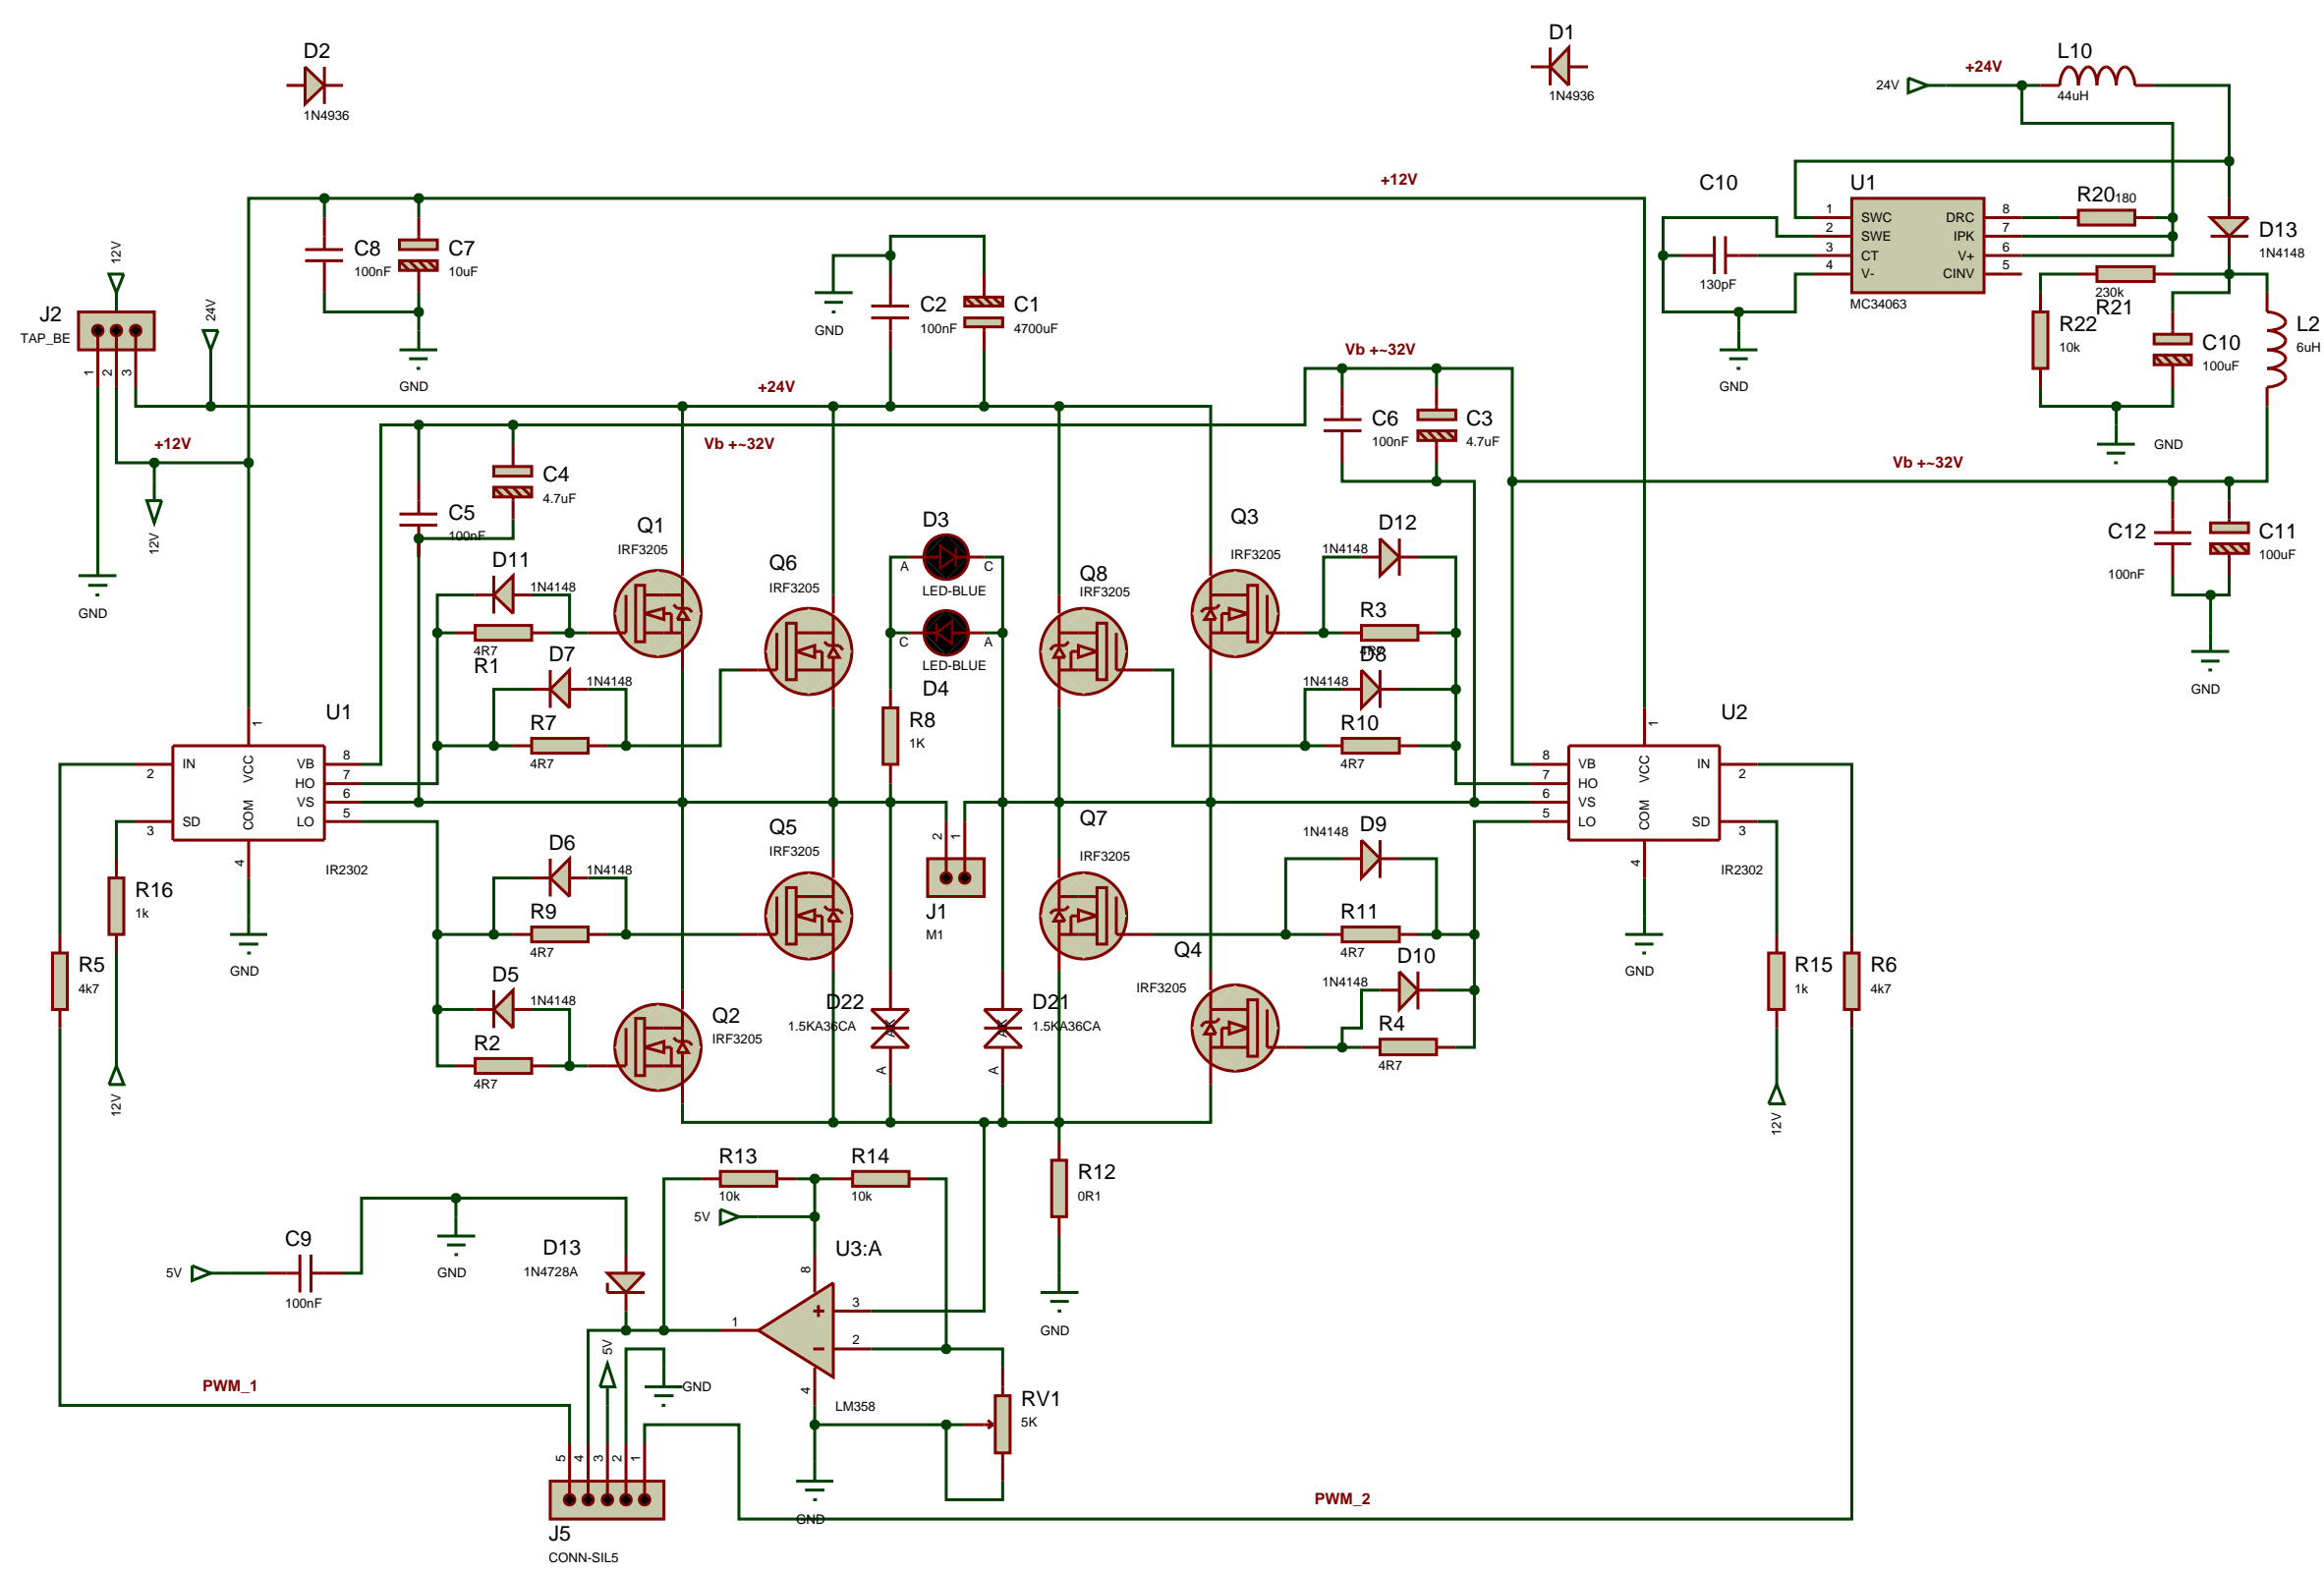 D2
1N4936
D1
1N4936
24V
+24V
L10
44uH
+12V
C10
130pF
U1
1
2
3
4
SWC
SWE
CT
V-
DRC
IPK
V+
CINV
8
7
6
5
MC34063
R20
180
D13
1N4148
230k
R21
R22
10k
C10
100uF
L2
6uH
GND
GND
12V
J2
TAP_BE
1
2
3
24V
C8
100nF
C7
10uF
GND
GND
C2
100nF
C1
4700uF
+24V
Vb +~32V
Vb +~32V
C6
100nF
C3
4.7uF
Vb +~32V
+12V
12V
GND
C4
4.7uF
C5
100nF
C12
100nF
C11
100uF
GND
D11
1N4148
4R7
R1
D7
1N4148
R7
4R7
Q1
IRF3205
Q6
IRF3205
D3
A
C
LED-BLUE
C
A
LED-BLUE
D4
R8
1K
Q8
IRF3205
Q3
IRF3205
D12
1N4148
R3
4R7
D8
1N4148
R10
4R7
U1
1
IN
VCC
COM
SD
VB
HO
VS
LO
2
3
8
7
6
5
4
IR2302
GND
R16
1k
R5
4k7
12V
D6
1N4148
R9
4R7
D5
1N4148
R2
4R7
Q5
IRF3205
Q2
IRF3205
D22
1.5KA36CA
A
2
1
J1
M1
D21
1.5KA36CA
A
Q7
IRF3205
Q4
IRF3205
D9
1N4148
R11
4R7
D10
1N4148
R4
4R7
U2
1
8
7
6
5
VB
HO
VS
LO
VCC
COM
IN
SD
2
3
4
IR2302
GND
R15
1k
R6
4k7
12V
R13
10k
R14
10k
R12
0R1
GND
5V
C9
100nF
GND
D13
1N4728A
5V
U3:A
8
3
2
1
4
LM358
RV1
5K
GND
5V
GND
PWM_1
PWM_2
5
4
3
2
1
J5
CONN-SIL5